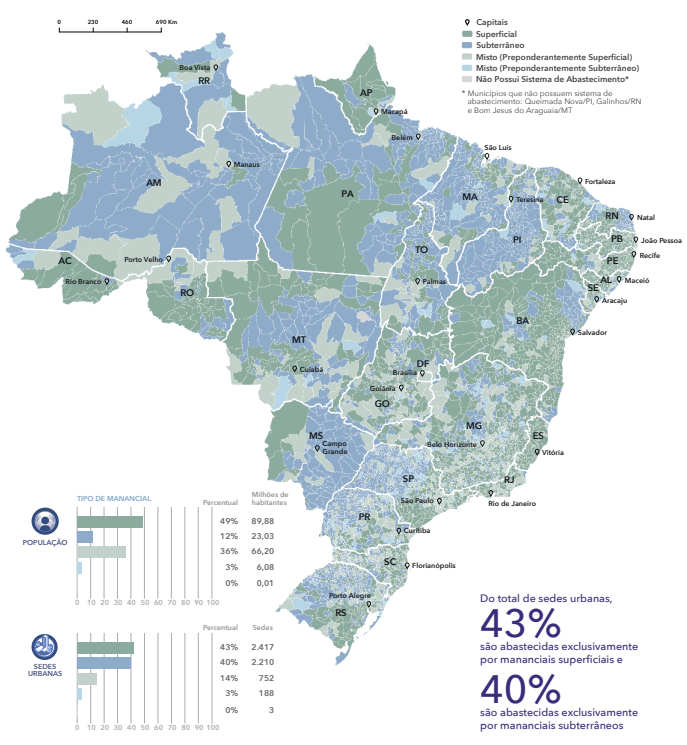 0 230 460 690 Km
Capitais
Superficial
Subterrâneo
Misto (Preponderantemente Superficial)
Misto (Preponderantemente Subterrâneo)
Não Possui Sistema de Abastecimento*
* Municípios que não possuem sistema de
abastecimento: Queimada Nova/PI, Galinhos/RN
e Bom Jesus do Araguaia/MT
Boa Vista
RR
AP
Macapá
Belém
São Luis
Manaus
AM
PA
MA
Teresina
CE
Fortaleza
RN
Natal
PI
PB
João Pessoa
TO
PE
Recife
AC
Porto Velho
Rio Branco
RO
Palmas
AL
Maceió
SE
Aracaju
BA
Salvador
MT
Cuiabá
DF
Brasília
Goiânia
GO
MG
Belo Horizonte
ES
Vitória
MS
Campo
Grande
SP
São Paulo
RJ
Rio de Janeiro
PR
Curitiba
SC
Florianópolis
Porto Alegre
RS
TIPO DE MANANCIAL
Percentual
Milhões de
habitantes
POPULAÇÃO
49% 89,88
12% 23,03
36% 66,20
3% 6,08
0% 0,01
0 10 20 30 40 50 60 70 80 90 100
Percentual Sedes
SEDES
URBANAS
43% 2.417
40% 2.210
14% 752
3% 188
0% 3
0 10 20 30 40 50 60 70 80 90 100
Do total de sedes urbanas,
43%
são abastecidas exclusivamente
por mananciais superficiais e
40%
são abastecidas exclusivamente
por mananciais subterrâneos